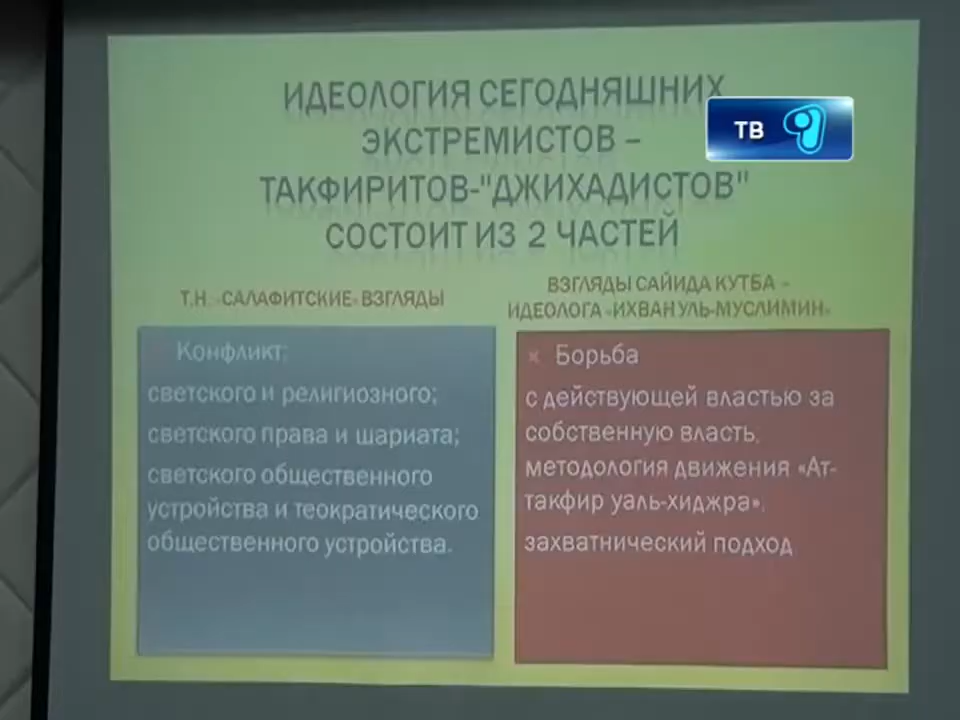 ИДЕОЛОГИЯ СЕГОДНЯШНИХ
ЭКСТРЕМИСТОВ –
ТАКФИРИТОВ-"ДЖИХАДИСТОВ"
СОСТОИТ ИЗ 2 ЧАСТЕЙ
ТВ
Т.Н. «САЛАФИТСКИЕ» ВЗГЛЯДЫ
Конфликт:
светского и религиозного;
светского права и шариата;
светского общественного
устройства и теократического
общественного устройства.
ВЗГЛЯДЫ САЙИДА КУТБА –
ИДЕОЛОГА «ИХВАН УЛЬ-МУСЛИМИН»
Борьба
с действующей властью за
собственную власть,
методология движения «Ат-
такфир уаль-хиджра»,
захватнический подход